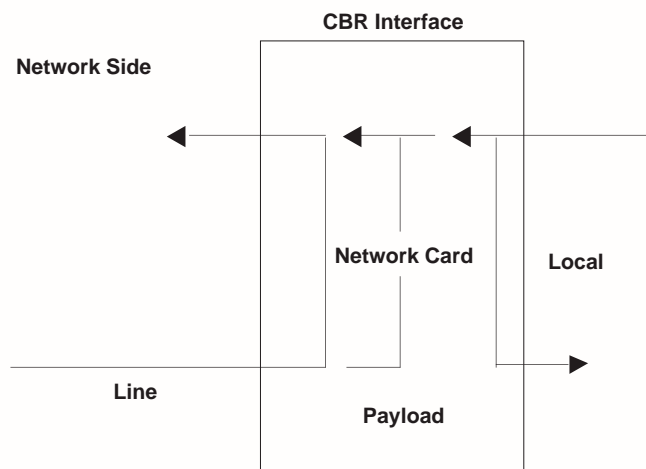 CBR Interface
Network Side
Network Card
Local
Line
Payload